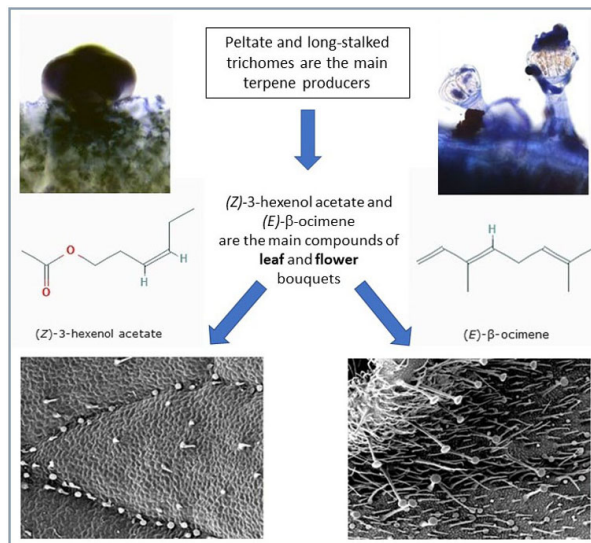 Peltate and long-stalked
trichomes are the main
terpene producers
(Z)-3-hexenol acetate and
(E)-β-ocimene
are the main compounds of
leaf and flower
bouquets
O
O
H
H
(Z)-3-hexenol acetate
H
(E)-β-ocimene